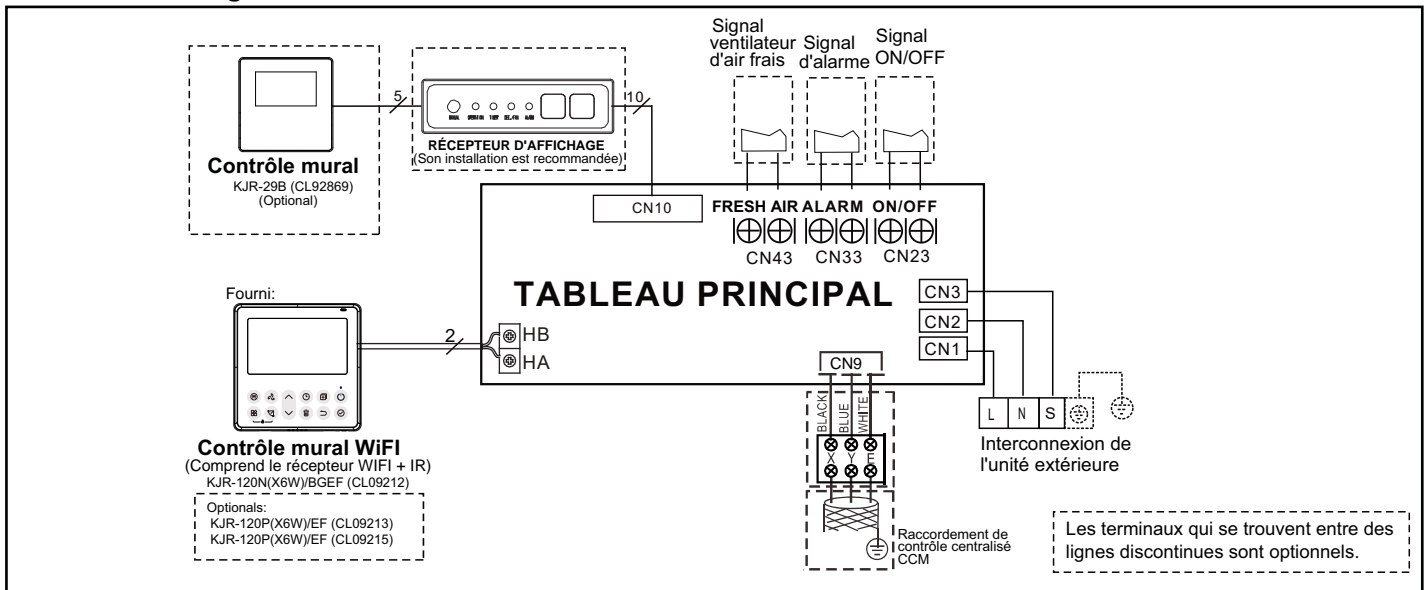 Contrôle mural
KJR-29B (CL92869)
(Optional)
5
RÉCEPTEUR D'AFFICHAGE
(Son installation est recommandée)
10
Signal
ventilateur
d'air frais
Signal
d'alarme
Signal
ON/OFF
CN10
FRESH AIR ALARM ON/OFF
CN43 CN33 CN23
TABLEAU PRINCIPAL
CN3
CN2
CN1
CN9
HB
HA
Fourni:
2
Contrôle mural WiFI
(Comprend le récepteur WIFI + IR)
KJR-120N(X6W)/BGEF (CL09212)
Optionals:
KJR-120P(X6W)/EF (CL09213)
KJR-120P(X6W)/EF (CL09215)
BLACK
BLUE
WHITE
X Y E
Raccordement de
contrôle centralisé
CCM
L N S
Interconnexion de
l'unité extérieure
Les terminaux qui se trouvent entre des
lignes discontinues sont optionnels.